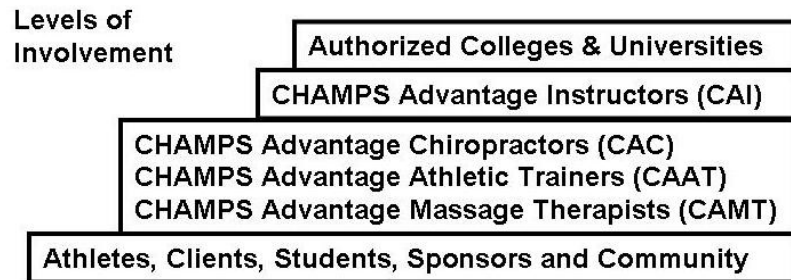 Levels of
Involvement
Authorized Colleges & Universities
CHAMPS Advantage Instructors (CAI)
CHAMPS Advantage Chiropractors (CAC)
CHAMPS Advantage Athletic Trainers (CAAT)
CHAMPS Advantage Massage Therapists (CAMT)
Athletes, Clients, Students, Sponsors and Community